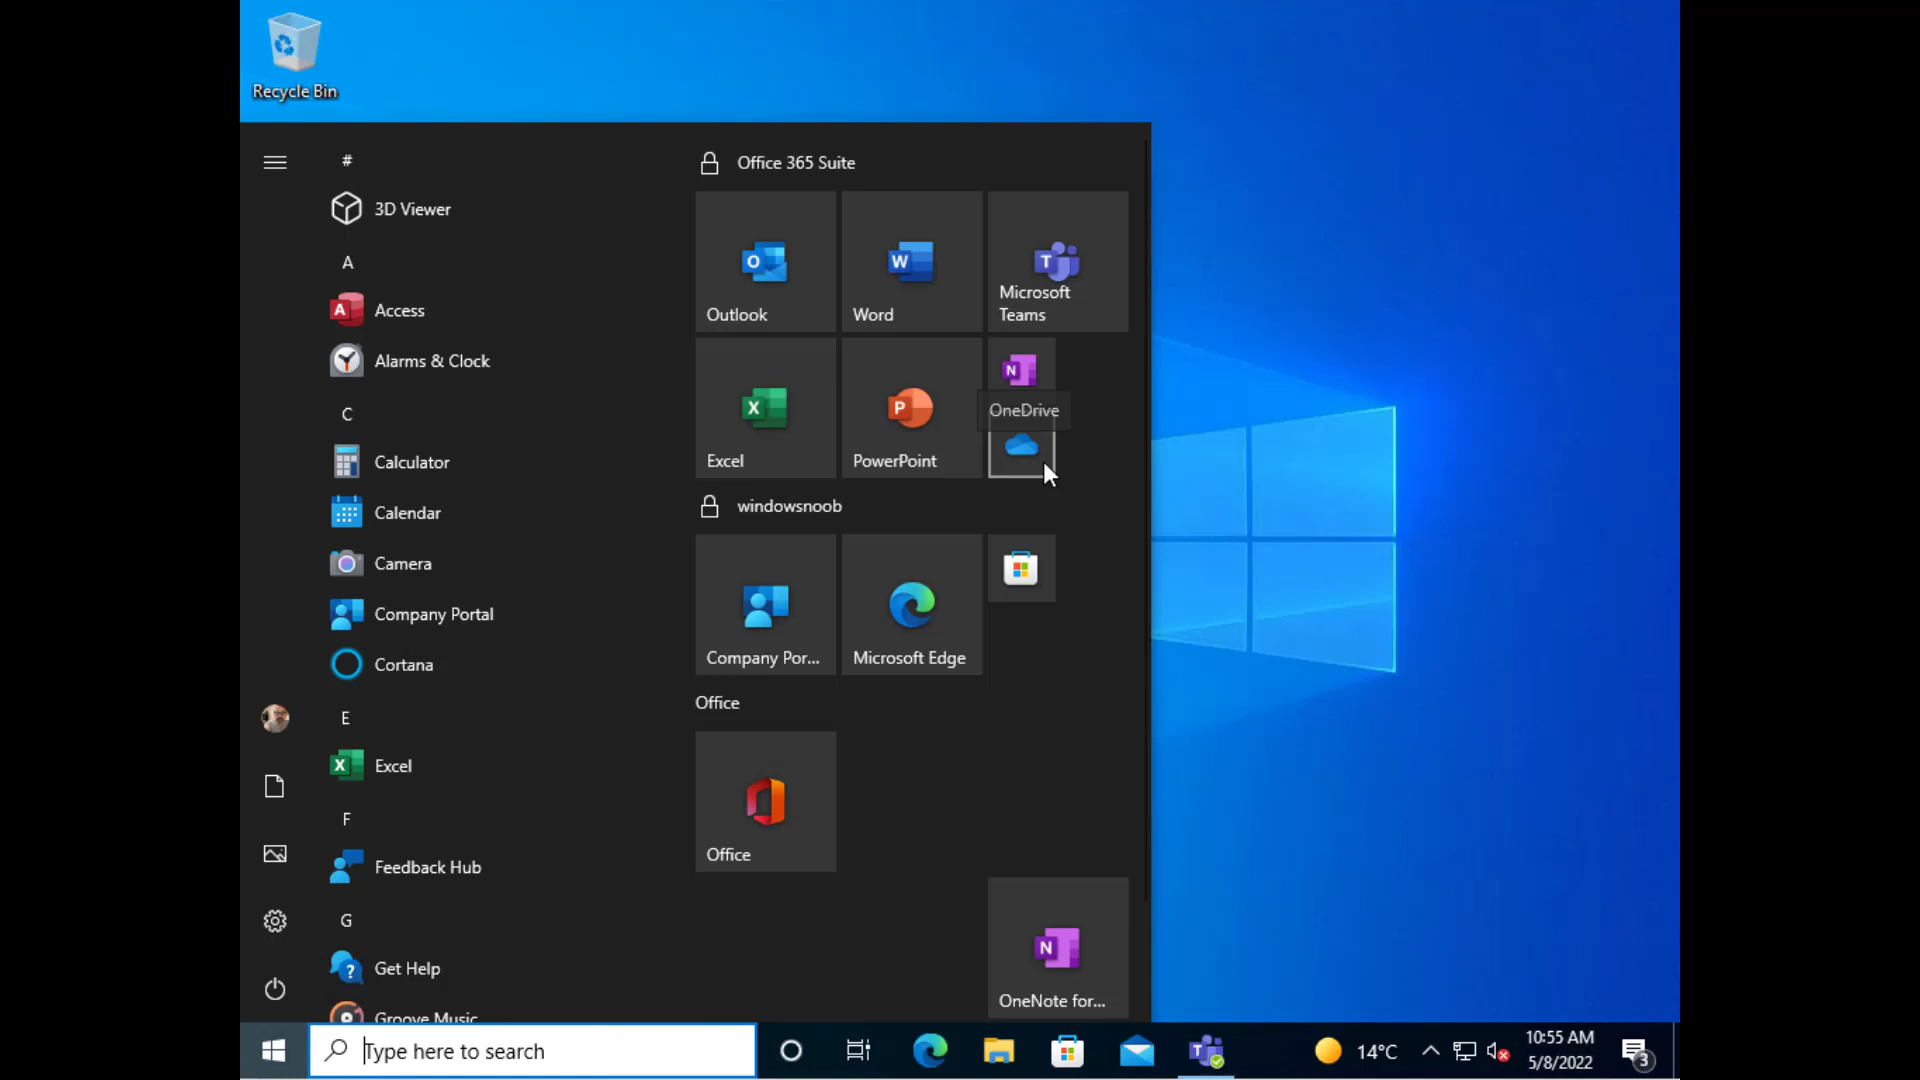 Recycle Bin
#
3D Viewer
A
Access
Alarms & Clock
C
Calculator
Calendar
Camera
Company Portal
Cortana
E
Excel
F
Feedback Hub
G
Get Help
Groove Music
Office 365 Suite
Outlook
Word
Microsoft
Teams
Excel
PowerPoint
OneDrive
windowsnoob
Company Por...
Microsoft Edge
Office
Office
OneNote for...
Type here to search
14°C
10:55 AM
5/8/2022
3